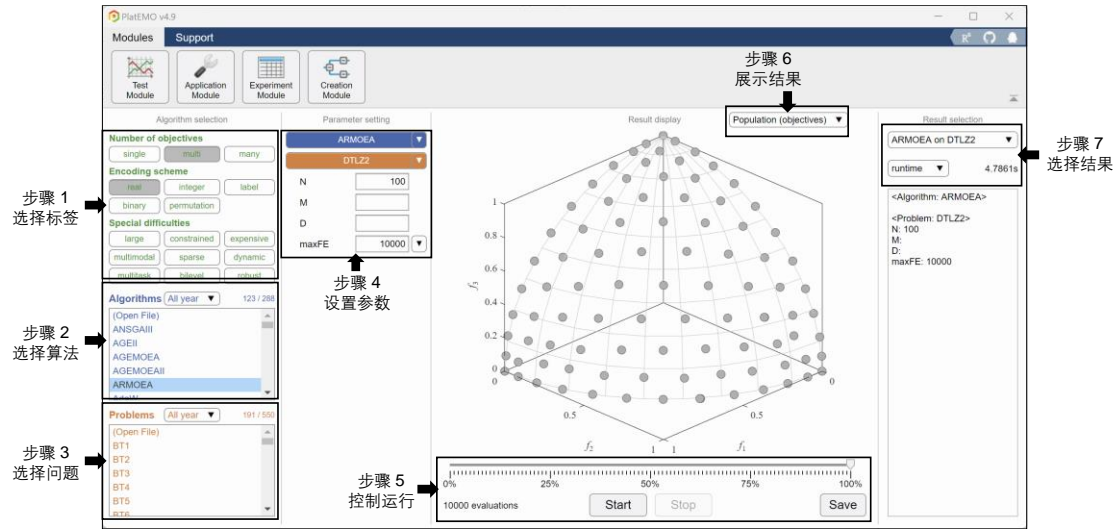 PlatEMO v4.9
Modules
Support
Test
Module
Application
Module
Experiment
Module
Creation
Module
步骤 6
展示结果
Algorithm selection
Parameter setting
Result display
Population (objectives)
Result selection
步骤 1
选择标签
Number of objectives
single
multi
many
Encoding scheme
real
integer
label
binary
permutation
Special difficulties
large
constrained
expensive
multimodal
sparse
dynamic
multitask
bilevel
robust
步骤 2
选择算法
Algorithms
All year
123 / 288
(Open File)
ANSGAIII
AGEII
AGEMOEA
AGEMOEAII
ARMOEA
步骤 3
选择问题
Problems
All year
191 / 550
(Open File)
BT1
BT2
BT3
BT4
BT5
BT6
ARMOEA
DTLZ2
N
100
M
D
maxFE
10000
步骤 4
设置参数
1
0.8
0.6
0.4
0.2
0
f3
0
0.5
f2
1
1
f1
0.5
0
步骤 5
控制运行
0%
25%
50%
75%
100%
10000 evaluations
Start
Stop
Save
ARMOEA on DTLZ2
runtime
4.7861s
步骤 7
选择结果
<Algorithm: ARMOEA>
<Problem: DTLZ2>
N: 100
M:
D:
maxFE: 10000